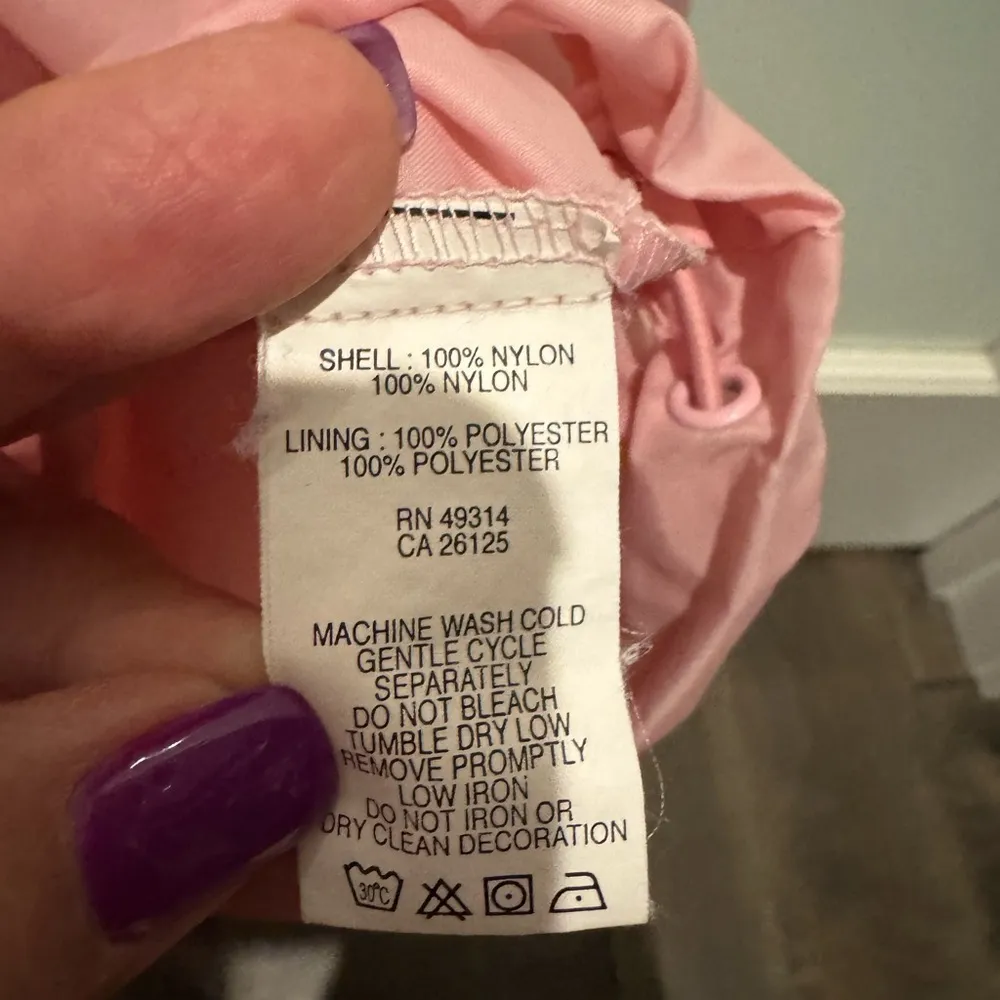 SHELL : 100% NYLON
100% NYLON
LINING : 100% POLYESTER
100% POLYESTER
RN 49314
CA 26125
MACHINE WASH COLD
GENTLE CYCLE
SEPARATELY
DO NOT BLEACH
TUMBLE DRY LOW
REMOVE PROMPTLY
LOW IRON
DO NOT IRON OR
DRY CLEAN DECORATION
30°C